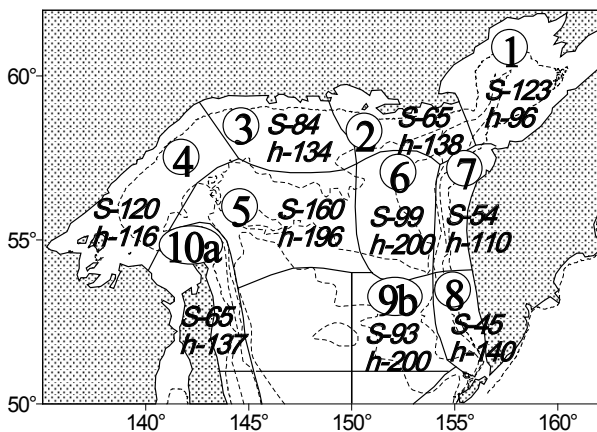 1
60°
S-123
h-96
3
S-84
h-134
2
S-65
h-138
4
6
7
5
S-120
h-116
S-160
h-196
S-99
h-200
S-54
h-110
55°
10a
9b
8
S-65
h-137
S-93
h-200
S-45
h-140
50°
140°
145°
150°
155°
160°